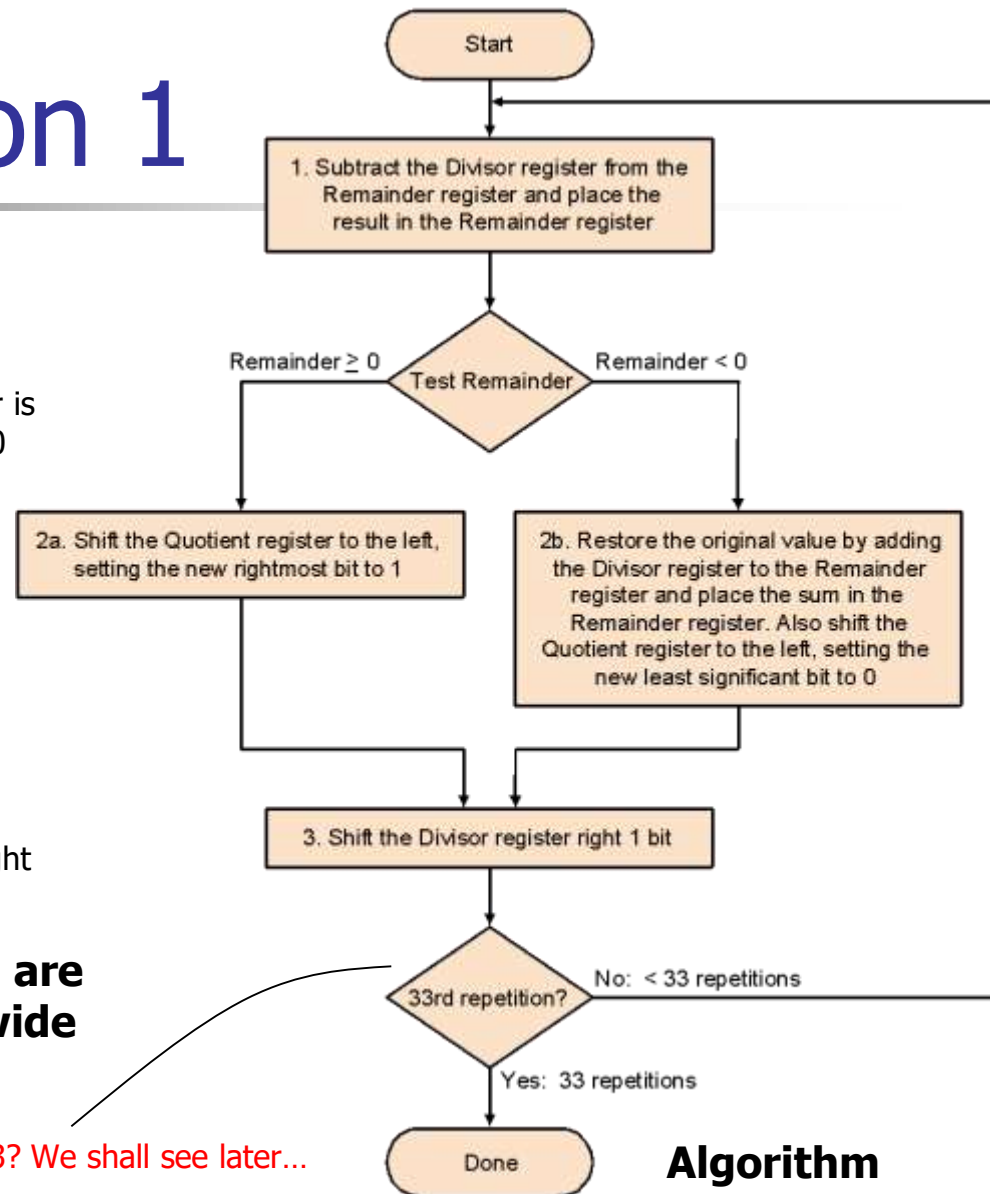 Start
on 1
1. Subtract the Divisor register from the
Remainder register and place the
result in the Remainder register
Remainder ≥ 0
Test Remainder
Remainder < 0
r is
0
2a. Shift the Quotient register to the left,
setting the new rightmost bit to 1
2b. Restore the original value by adding
the Divisor register to the Remainder
register and place the sum in the
Remainder register. Also shift the
Quotient register to the left, setting the
new least significant bit to 0
3. Shift the Divisor register right 1 bit
ght
are
vide
33rd repetition?
No: < 33 repetitions
Yes: 33 repetitions
3? We shall see later…
Done
Algorithm